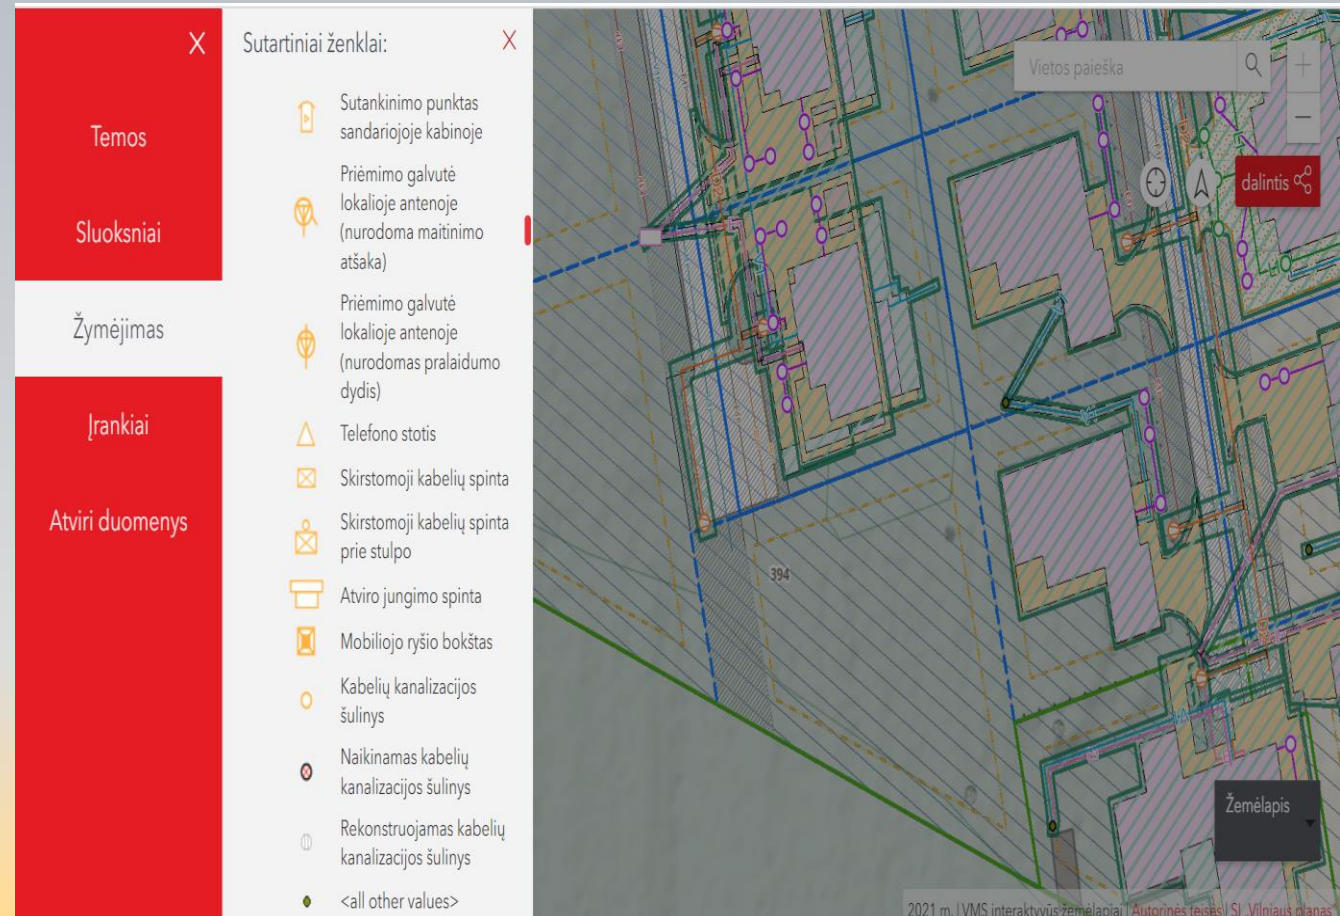 X
Temos
Sluoksniai
Žymėjimas
Įrankiai
Atviri duomenys
Sutartiniai ženklai:
X
Sutankinimo punktas
sandariojoje kabinoje
Priėmimo galvutė
lokalioje antenoje
(nurodoma maitinimo
atšaka)
Priėmimo galvutė
lokalioje antenoje
(nurodomas pralaidumo
dydis)
Telefono stotis
Skirstomoji kabelių spinta
Skirstomoji kabelių spinta
prie stulpo
Atviro jungimo spinta
Mobiliojo ryšio bokštas
Kabelių kanalizacijos
šulinys
Naikinamas kabelių
kanalizacijos šulinys
Rekonstruojamas kabelių
kanalizacijos šulinys
<all other values>
Vietos paieška
+
−
dalintis
394
Žemėlapis
2021 m. | VMS interaktyvūs žemėlapiai | Autorinės teisės | SĮ „Vilniaus planas“